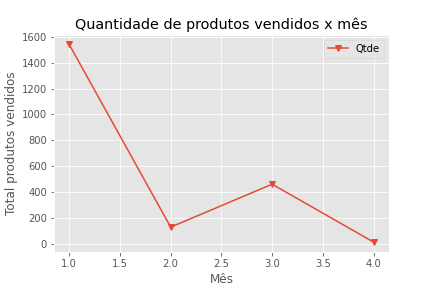 Quantidade de produtos vendidos x mês
Qtde
1600
1400
1200
1000
800
600
400
200
0
Total produtos vendidos
1.0 1.5 2.0 2.5 3.0 3.5 4.0
Mês